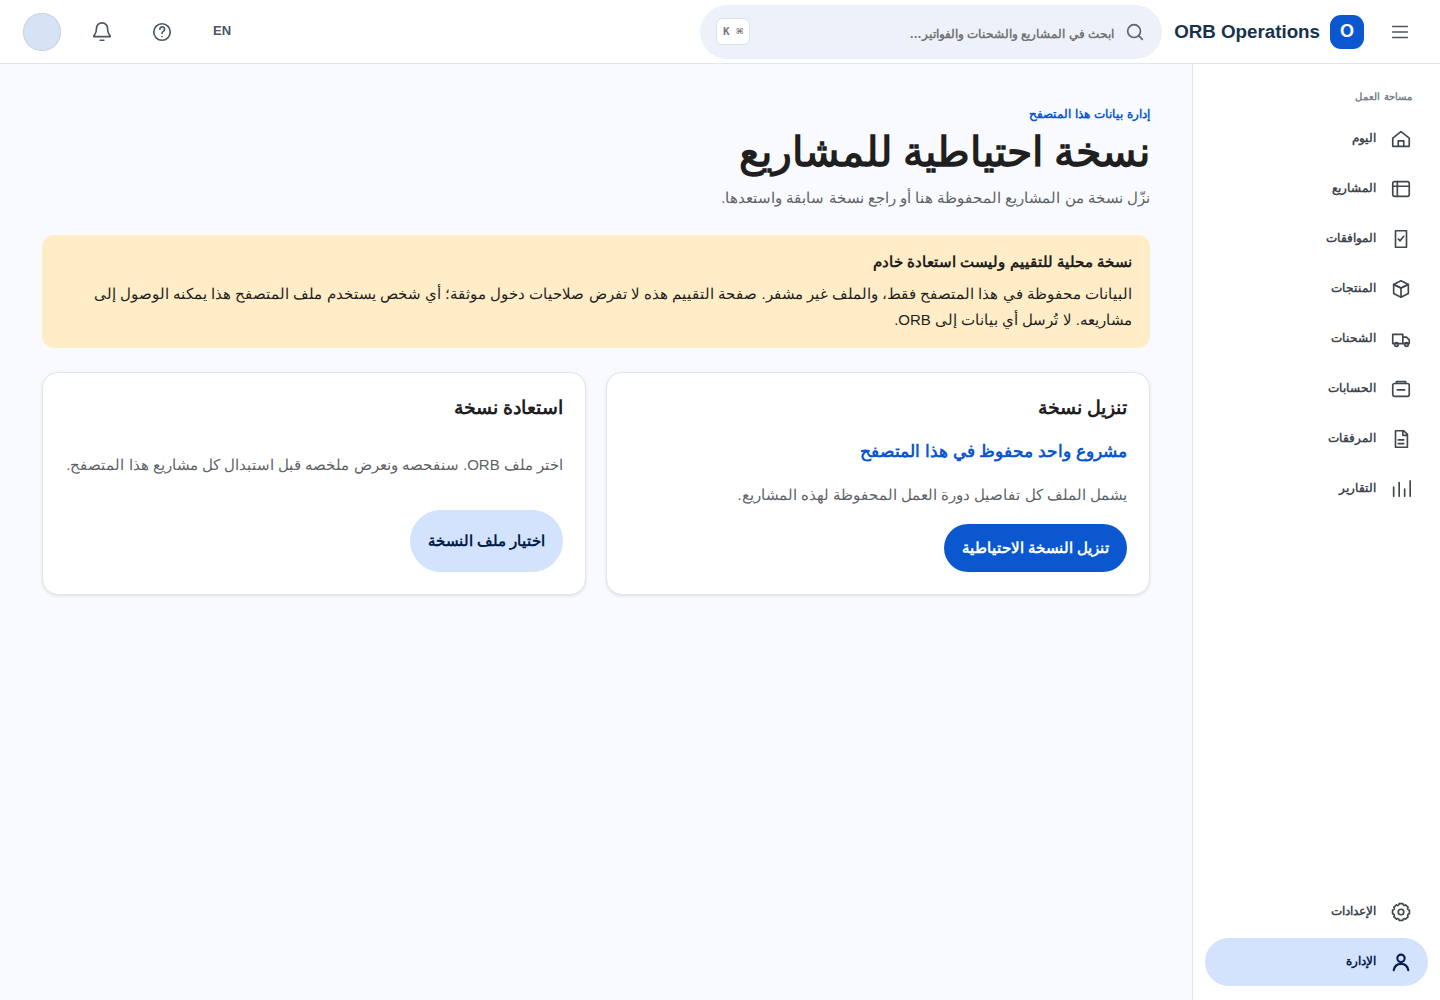 ORB Operations
O
ابحث في المشاريع والشحنات والفواتير...
⌘ K
EN
مساحة العمل
اليوم
المشاريع
الموافقات
المنتجات
الشحنات
الحسابات
المرفقات
التقارير
الإعدادات
الإدارة
إدارة بيانات هذا المتصفح
نسخة احتياطية للمشاريع
نزّل نسخة من المشاريع المحفوظة هنا أو راجع نسخة سابقة واستعدها.
نسخة محلية للتقييم وليست استعادة خادم
البيانات محفوظة في هذا المتصفح فقط، والملف غير مشفر. صفحة التقييم هذه لا تفرض صلاحيات دخول موثقة؛ أي شخص يستخدم ملف المتصفح هذا يمكنه الوصول إلى
مشاريعه. لا تُرسل أي بيانات إلى ORB.
تنزيل نسخة
مشروع واحد محفوظ في هذا المتصفح
يشمل الملف كل تفاصيل دورة العمل المحفوظة لهذه المشاريع.
تنزيل النسخة الاحتياطية
استعادة نسخة
اختر ملف ORB. سنفحصه ونعرض ملخصه قبل استبدال كل مشاريع هذا المتصفح.
اختيار ملف النسخة